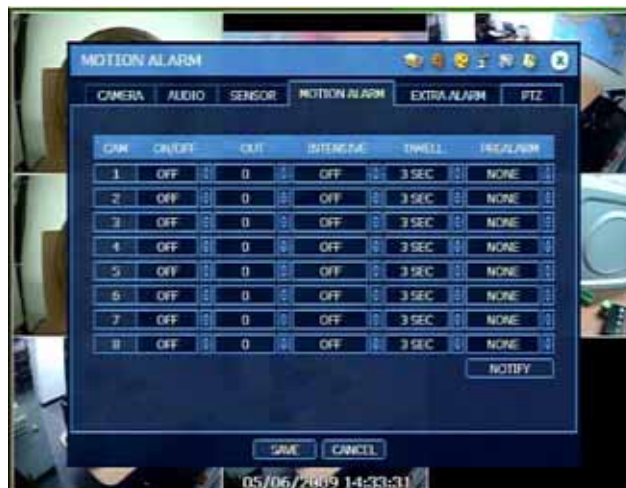 MOTION ALARM
CAMERA AUDIO SENSOR MOTION ALARM EXTRA ALARM PTZ
CAM ON/OFF OUT INTENSIVE DWELL PREALARM
1 OFF 0 OFF 3 SEC NONE
2 OFF 0 OFF 3 SEC NONE
3 OFF 0 OFF 3 SEC NONE
4 OFF 0 OFF 3 SEC NONE
5 OFF 0 OFF 3 SEC NONE
6 OFF 0 OFF 3 SEC NONE
7 OFF 0 OFF 3 SEC NONE
8 OFF 0 OFF 3 SEC NONE
NOTIFY
SAVE CANCEL
05/06/2009 14:33:31